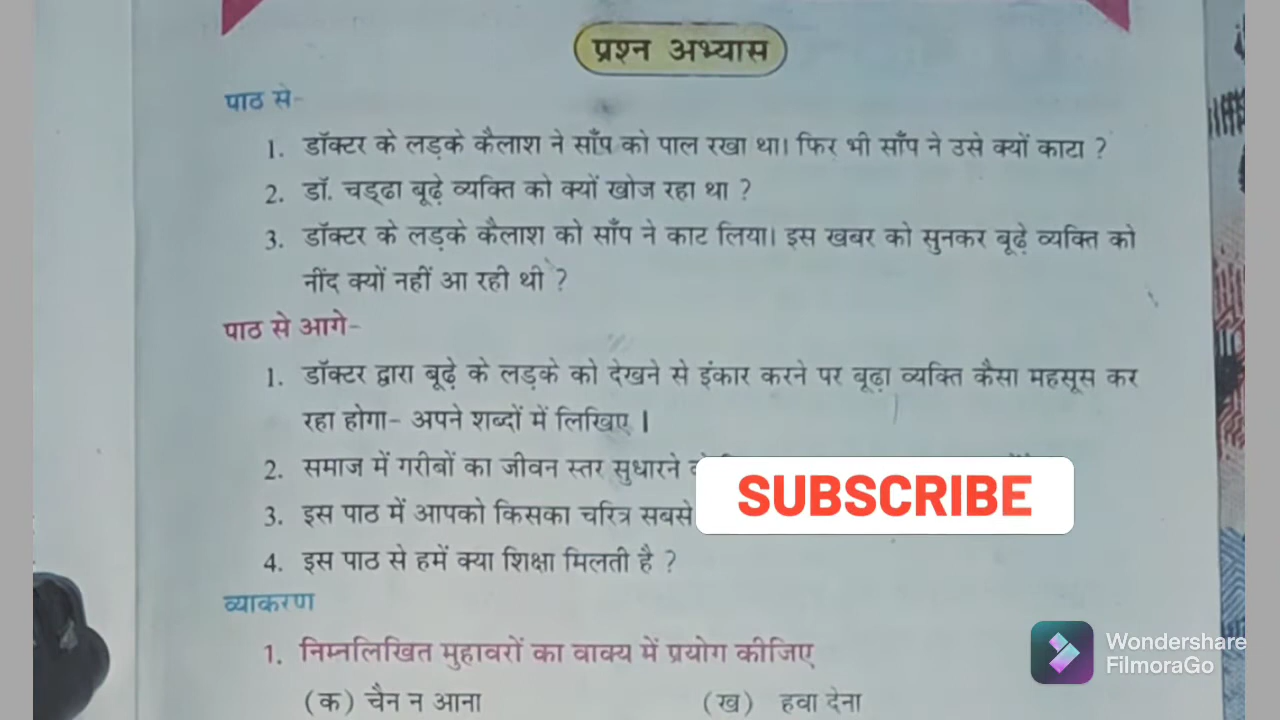 प्रश्न अभ्यास
पाठ से-
1. डॉक्टर के लड़के कैलाश ने साँप को पाल रखा था। फिर भी साँप ने उसे क्यों काटा ?
2. डॉ. चड्ढा बूढ़े व्यक्ति को क्यों खोज रहा था ?
3. डॉक्टर के लड़के कैलाश को साँप ने काट लिया। इस खबर को सुनकर बूढ़े व्यक्ति को
नींद क्यों नहीं आ रही थी ?
पाठ से आगे-
1. डॉक्टर द्वारा बूढ़े के लड़के को देखने से इंकार करने पर बूढ़ा व्यक्ति कैसा महसूस कर
रहा होगा- अपने शब्दों में लिखिए ।
2. समाज में गरीबों का जीवन स्तर सुधारने
3. इस पाठ में आपको किसका चरित्र सबसे
SUBSCRIBE
4. इस पाठ से हमें क्या शिक्षा मिलती है ?
व्याकरण
1. निम्नलिखित मुहावरों का वाक्य में प्रयोग कीजिए
(क) चैन न आना (ख) हवा देना
Wondershare
FilmoraGo